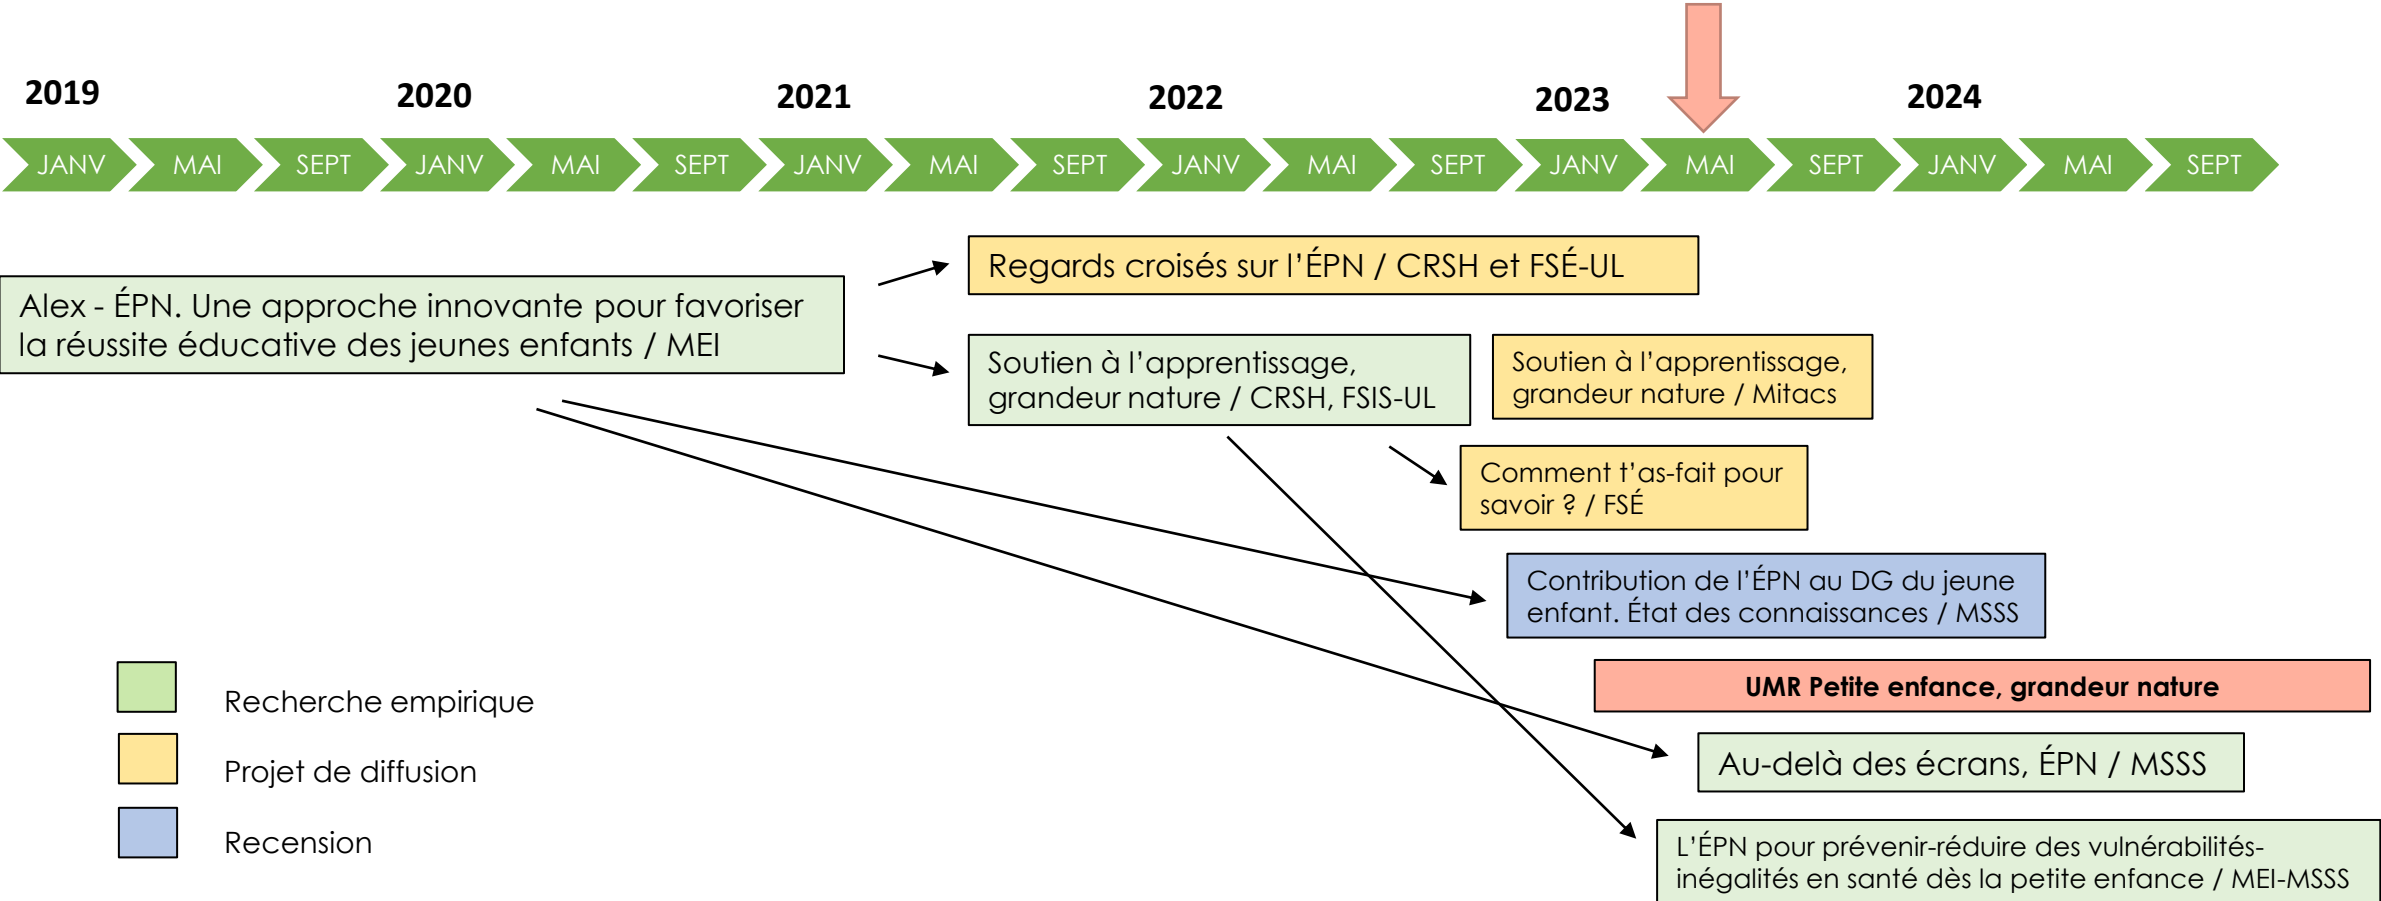 2019
2020
2021
2022
2023
2024
JANV
MAI
SEPT
JANV
MAI
SEPT
JANV
MAI
SEPT
JANV
MAI
SEPT
JANV
MAI
SEPT
JANV
MAI
SEPT
Alex - ÉPN. Une approche innovante pour favoriser
la réussite éducative des jeunes enfants / MEI
Regards croisés sur l'ÉPN / CRSH et FSÉ-UL
Soutien à l'apprentissage,
grandeur nature / CRSH, FSIS-UL
Soutien à l'apprentissage,
grandeur nature / Mitacs
Comment t'as-fait pour
savoir ? / FSÉ
Contribution de l'ÉPN au DG du jeune
enfant. État des connaissances / MSSS
UMR Petite enfance, grandeur nature
Au-delà des écrans, ÉPN / MSSS
L'ÉPN pour prévenir-réduire des vulnérabilités-
inégalités en santé dès la petite enfance / MEI-MSSS
Recherche empirique
Projet de diffusion
Recension